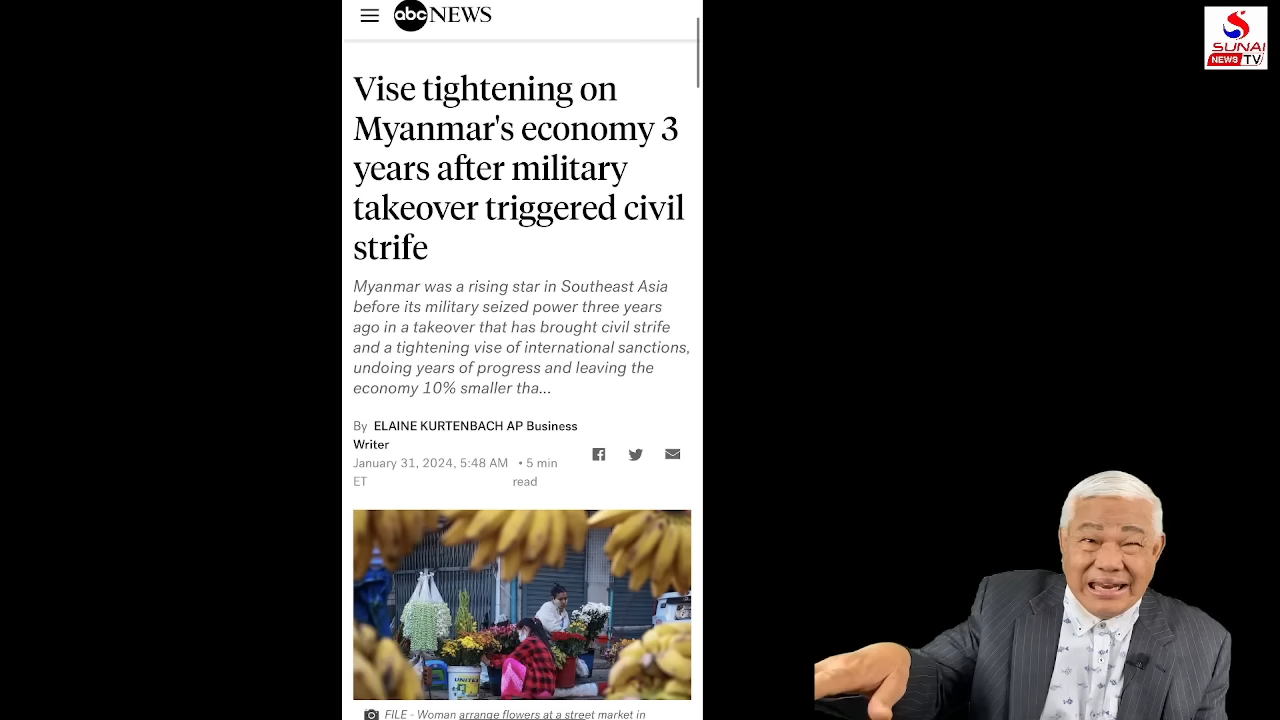 abc NEWS
Vise tightening on
Myanmar's economy 3
years after military
takeover triggered civil
strife
Myanmar was a rising star in Southeast Asia
before its military seized power three years
ago in a takeover that has brought civil strife
and a tightening vise of international sanctions,
undoing years of progress and leaving the
economy 10% smaller tha...
By ELAINE KURTENBACH AP Business
Writer
January 31, 2024, 5:48 AM • 5 min
ET read
UNITE
FILE - Woman arrange flowers at a street market in
SUNAI
NEWS TV